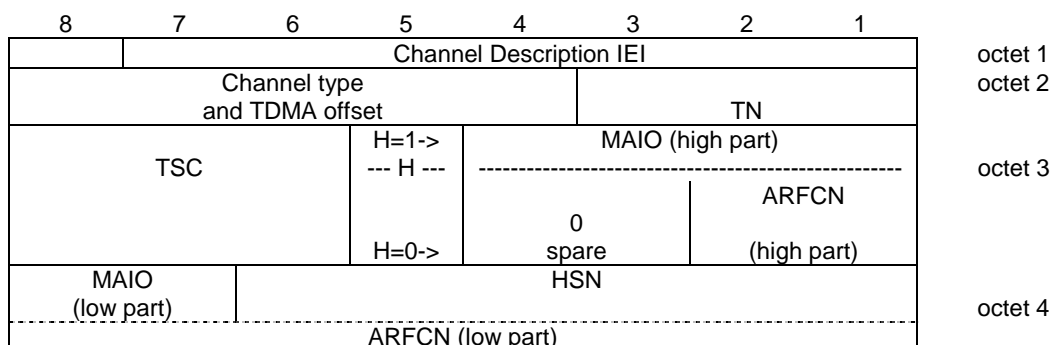 8 7 6 5 4 3 2 1
Channel Description IEI octet 1
Channel type octet 2
and TDMA offset TN
H=1-> MAIO (high part)
TSC --- H --- ----------------------------------------------------- octet 3
ARFCN
0
H=0-> spare (high part)
MAIO HSN
(low part) octet 4
ARFCN (low part)